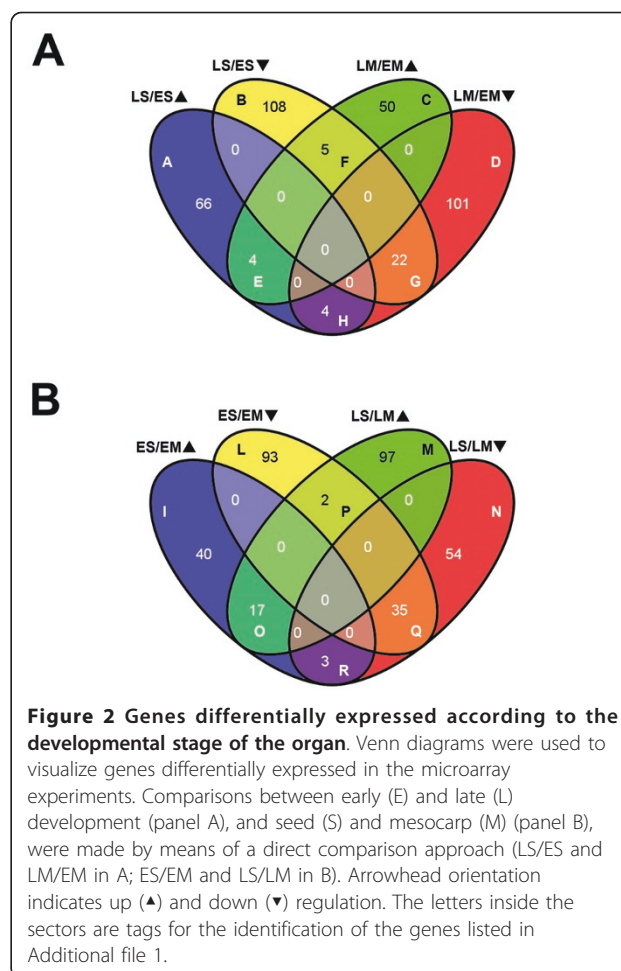 A
LS/ES▼
LM/EM▲
LS/ES▲
LM/EM▼
B 108
50 C
A
0
5 F
0
D
66
0
0
101
4
E
0
22
G
0
0
4 H
B
ES/EM▼
LS/LM▲
ES/EM▲
LS/LM▼
L 93
97 M
I
0
2 P
0
N
40
0
0
54
17
O
0
35
Q
0
0
3 R
Figure 2 Genes differentially expressed according to the
developmental stage of the organ. Venn diagrams were used to
visualize genes differentially expressed in the microarray
experiments. Comparisons between early (E) and late (L)
development (panel A), and seed (S) and mesocarp (M) (panel B),
were made by means of a direct comparison approach (LS/ES and
LM/EM in A; ES/EM and LS/LM in B). Arrowhead orientation
indicates up (▲) and down (▼) regulation. The letters inside the
sectors are tags for the identification of the genes listed in
Additional file 1.